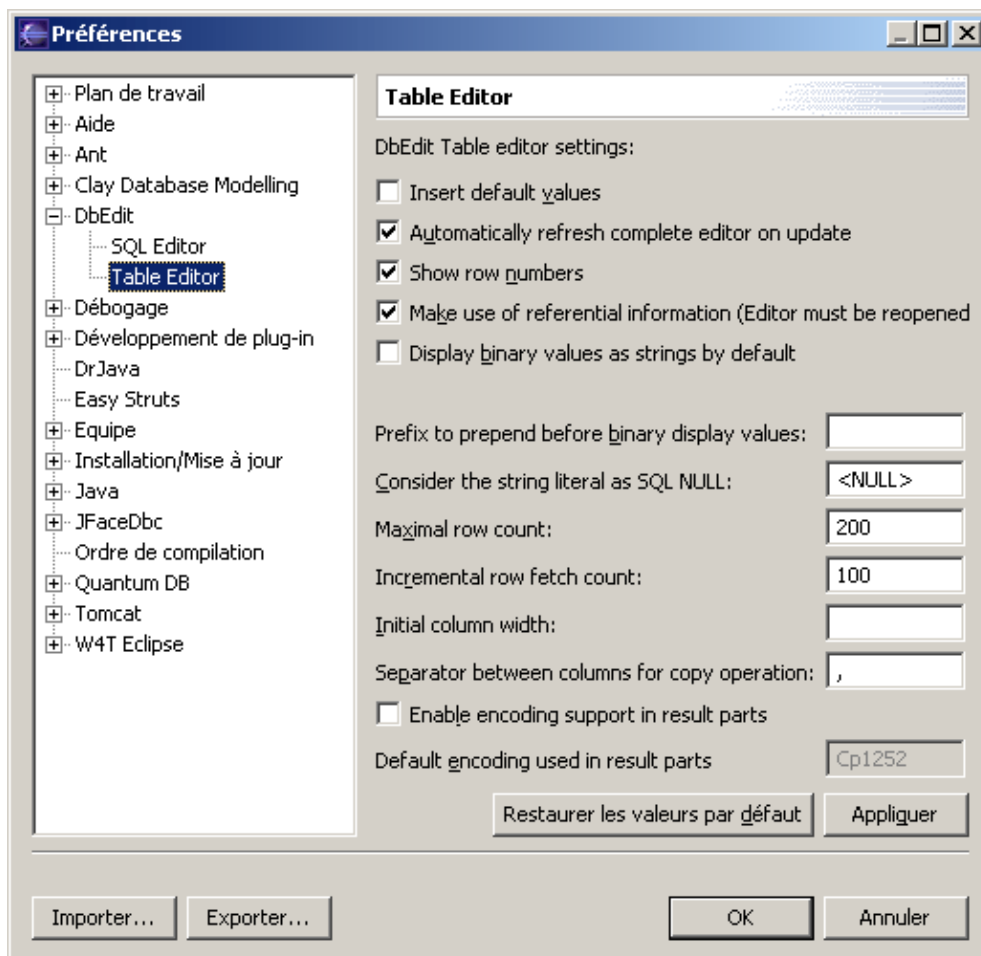 Préférences
Plan de travail
Aide
Ant
Clay Database Modelling
DbEdit
SQL Editor
Table Editor
Débogage
Développement de plug-in
DrJava
Easy Struts
Equipe
Installation/Mise à jour
Java
JFaceDbc
Ordre de compilation
Quantum DB
Tomcat
W4T Eclipse
Table Editor
DbEdit Table editor settings:
Insert default values
Automatically refresh complete editor on update
Show row numbers
Make use of referential information (Editor must be reopened
Display binary values as strings by default
Prefix to prepend before binary display values:
Consider the string literal as SQL NULL: <NULL>
Maximal row count: 200
Incremental row fetch count: 100
Initial column width:
Separator between columns for copy operation: ,
Enable encoding support in result parts
Default encoding used in result parts Cp1252
Restaurer les valeurs par défaut Appliquer
Importer... Exporter... OK Annuler